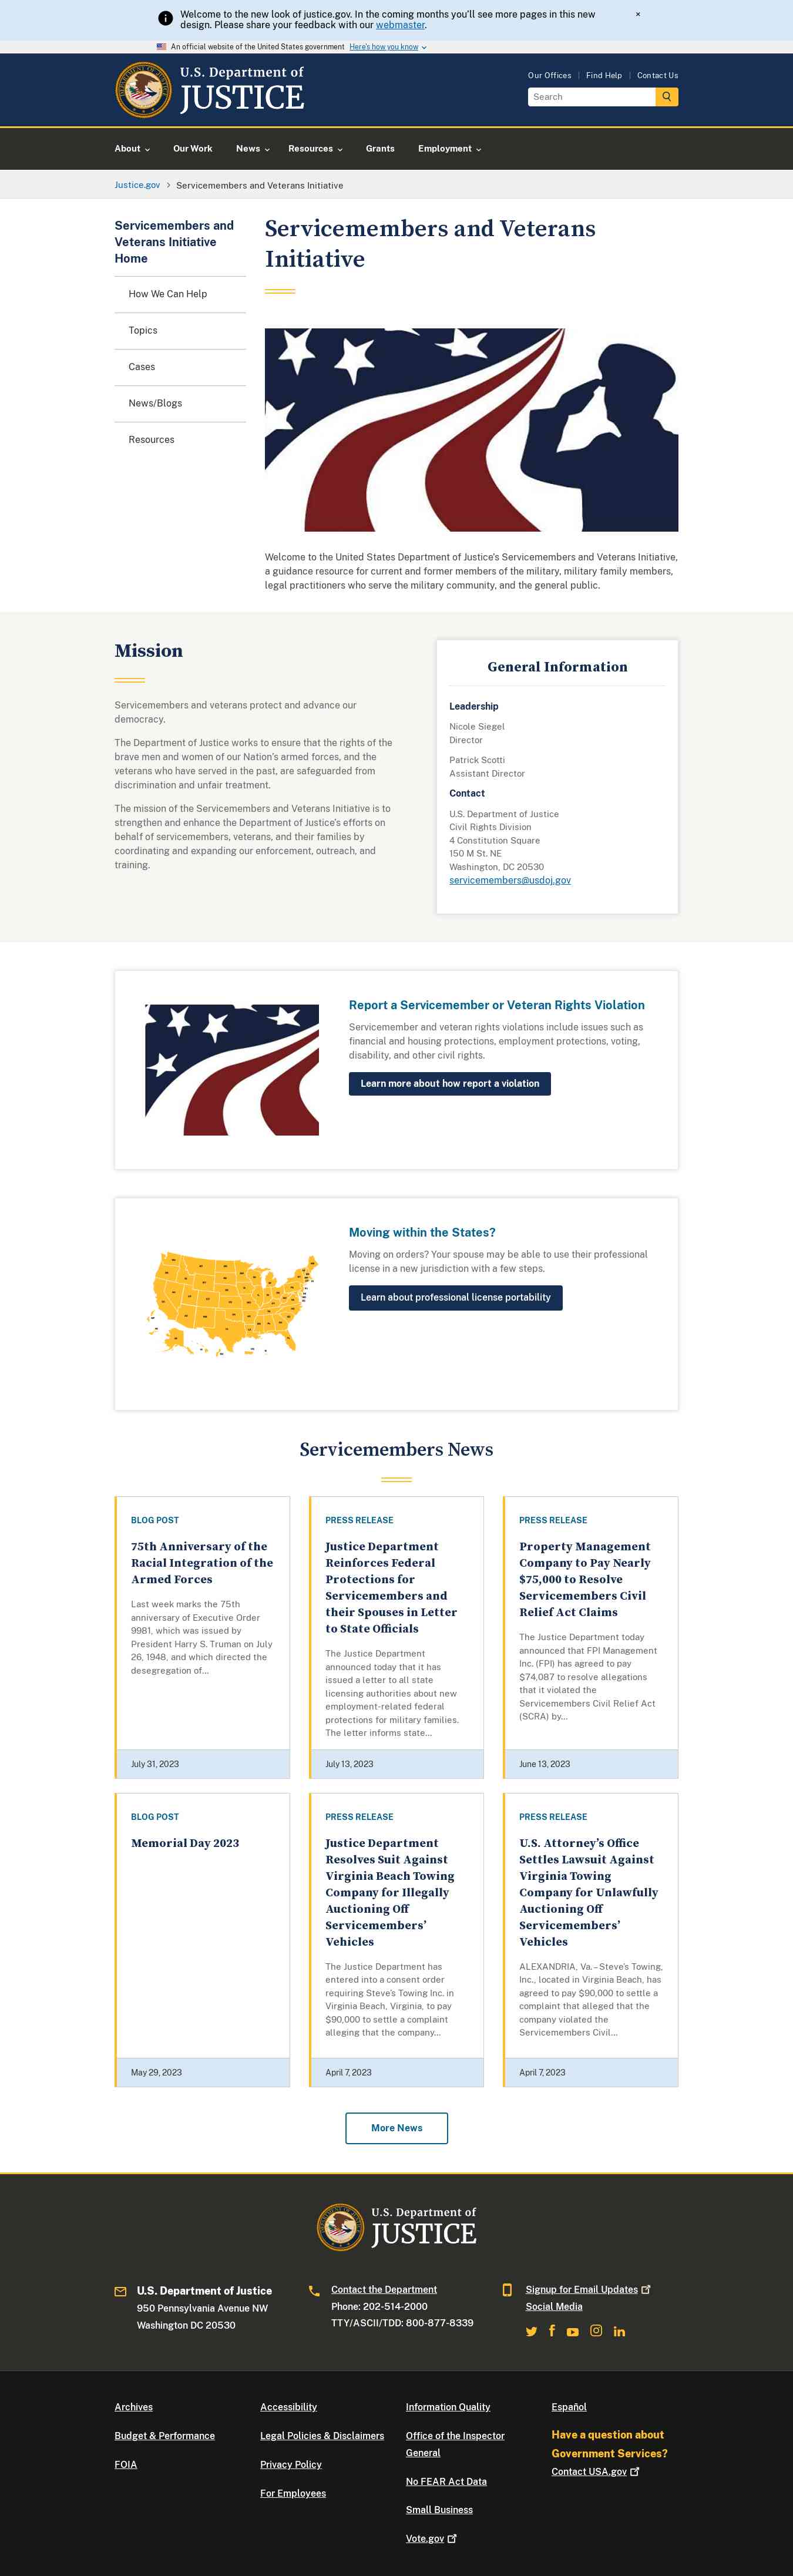 Welcome to the new look of justice.gov. In the coming months you'll see more pages in this new
design. Please share your feedback with our webmaster.
×
An official website of the United States government Here's how you know
U.S. Department of
JUSTICE
Our Offices Find Help Contact Us
Search
About Our Work News Resources Grants Employment
Justice.gov Servicemembers and Veterans Initiative
Servicemembers and
Veterans Initiative
Home
How We Can Help
Topics
Cases
News/Blogs
Resources
Servicemembers and Veterans
Initiative
Welcome to the United States Department of Justice's Servicemembers and Veterans Initiative,
a guidance resource for current and former members of the military, military family members,
legal practitioners who serve the military community, and the general public.
Mission
Servicemembers and veterans protect and advance our
democracy.
The Department of Justice works to ensure that the rights of the
brave men and women of our Nation's armed forces, and the
veterans who have served in the past, are safeguarded from
discrimination and unfair treatment.
The mission of the Servicemembers and Veterans Initiative is to
strengthen and enhance the Department of Justice's efforts on
behalf of servicemembers, veterans, and their families by
coordinating and expanding our enforcement, outreach, and
training.
General Information
Leadership
Nicole Siegel
Director
Patrick Scotti
Assistant Director
Contact
U.S. Department of Justice
Civil Rights Division
4 Constitution Square
150 M St. NE
Washington, DC 20530
servicemembers@usdoj.gov
Report a Servicemember or Veteran Rights Violation
Servicemember and veteran rights violations include issues such as
financial and housing protections, employment protections, voting,
disability, and other civil rights.
Learn more about how report a violation
Moving within the States?
Moving on orders? Your spouse may be able to use their professional
license in a new jurisdiction with a few steps.
Learn about professional license portability
Servicemembers News
BLOG POST
75th Anniversary of the
Racial Integration of the
Armed Forces
Last week marks the 75th
anniversary of Executive Order
9981, which was issued by
President Harry S. Truman on July
26, 1948, and which directed the
desegregation of...
July 31, 2023
PRESS RELEASE
Justice Department
Reinforces Federal
Protections for
Servicemembers and
their Spouses in Letter
to State Officials
The Justice Department
announced today that it has
issued a letter to all state
licensing authorities about new
employment-related federal
protections for military families.
The letter informs state...
July 13, 2023
PRESS RELEASE
Property Management
Company to Pay Nearly
$75,000 to Resolve
Servicemembers Civil
Relief Act Claims
The Justice Department today
announced that FPI Management
Inc. (FPI) has agreed to pay
$74,087 to resolve allegations
that it violated the
Servicemembers Civil Relief Act
(SCRA) by...
June 13, 2023
BLOG POST
Memorial Day 2023
May 29, 2023
PRESS RELEASE
Justice Department
Resolves Suit Against
Virginia Beach Towing
Company for Illegally
Auctioning Off
Servicemembers'
Vehicles
The Justice Department has
entered into a consent order
requiring Steve's Towing Inc. in
Virginia Beach, Virginia, to pay
$90,000 to settle a complaint
alleging that the company...
April 7, 2023
PRESS RELEASE
U.S. Attorney's Office
Settles Lawsuit Against
Virginia Towing
Company for Unlawfully
Auctioning Off
Servicemembers'
Vehicles
ALEXANDRIA, Va. – Steve's Towing,
Inc., located in Virginia Beach, has
agreed to pay $90,000 to settle a
complaint that alleged that the
company violated the
Servicemembers Civil...
April 7, 2023
More News
U.S. Department of
JUSTICE
U.S. Department of Justice
950 Pennsylvania Avenue NW
Washington DC 20530
Contact the Department
Phone: 202-514-2000
TTY/ASCII/TDD: 800-877-8339
Signup for Email Updates
Social Media
Archives
Budget & Performance
FOIA
Accessibility
Legal Policies & Disclaimers
Privacy Policy
For Employees
Information Quality
Office of the Inspector
General
No FEAR Act Data
Small Business
Vote.gov
Español
Have a question about
Government Services?
Contact USA.gov